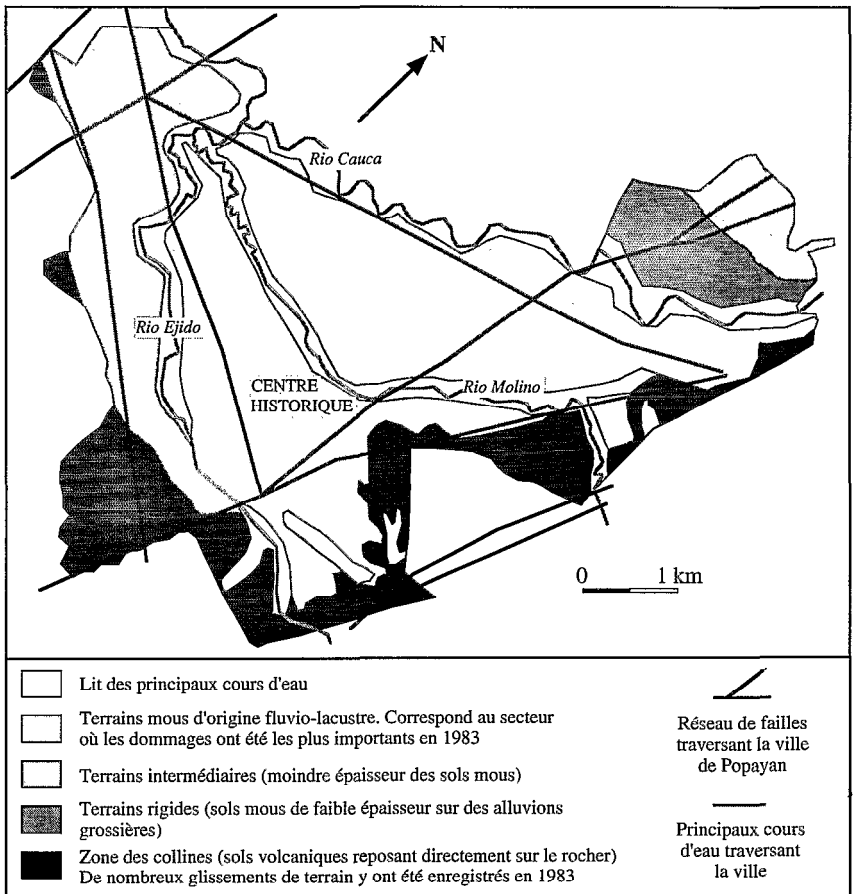 N
Rio Cauca
Rio Ejido
CENTRE
HISTORIQUE
Rio Molino
0 1 km
Lit des principaux cours d'eau
Terrains mous d'origine fluvio-lacustre. Correspond au secteur
où les dommages ont été les plus importants en 1983
Terrains intermédiaires (moindre épaisseur des sols mous)
Terrains rigides (sols mous de faible épaisseur sur des alluvions
grossières)
Zone des collines (sols volcaniques reposant directement sur le rocher)
De nombreux glissements de terrain y ont été enregistrés en 1983
Réseau de failles
traversant la ville
de Popayan
Principaux cours
d'eau traversant
la ville